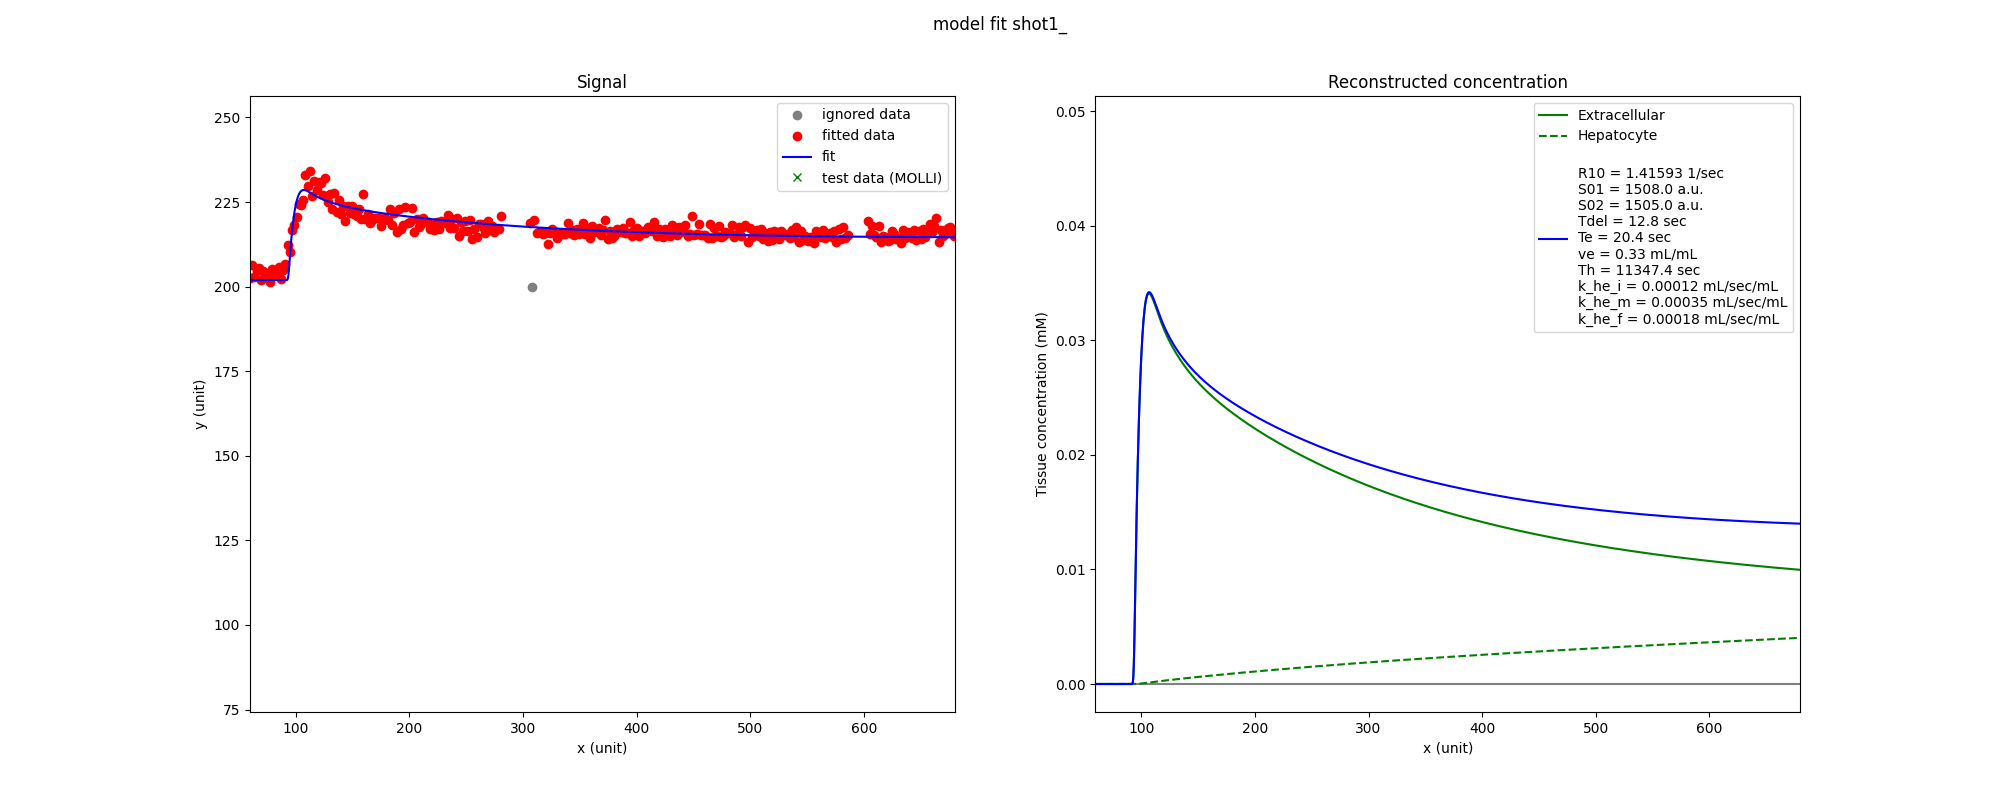 model fit shot1_
Signal
250
225
200
175
150
125
100
75
y (unit)
100 200 300 400 500 600
x (unit)
ignored data
fitted data
fit
test data (MOLLI)
Reconstructed concentration
0.05
0.04
0.03
0.02
0.01
0.00
Tissue concentration (mM)
100 200 300 400 500 600
x (unit)
Extracellular
Hepatocyte
R10 = 1.41593 1/sec
S01 = 1508.0 a.u.
S02 = 1505.0 a.u.
Tdel = 12.8 sec
Te = 20.4 sec
ve = 0.33 mL/mL
Th = 11347.4 sec
k_he_i = 0.00012 mL/sec/mL
k_he_m = 0.00035 mL/sec/mL
k_he_f = 0.00018 mL/sec/mL